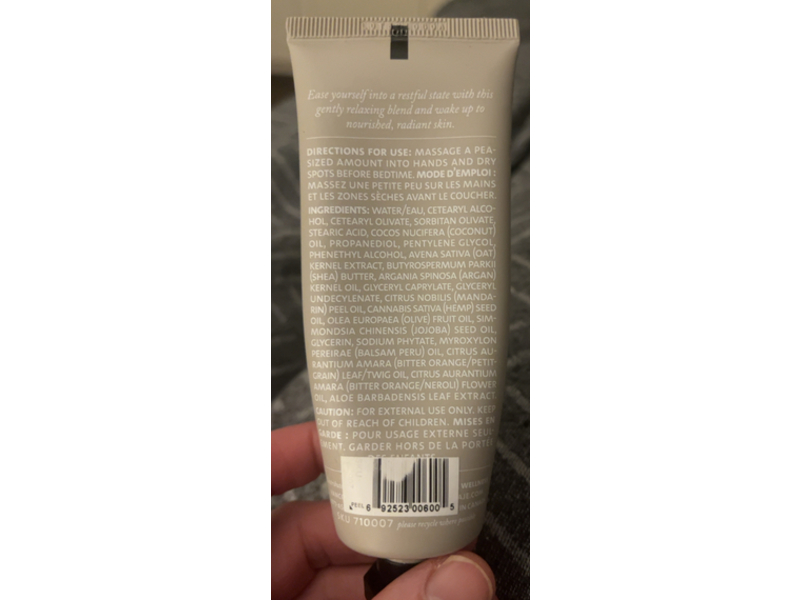 Ease yourself into a restful state with this
gently relaxing blend and wake up to
nourished, radiant skin.
DIRECTIONS FOR USE: MASSAGE A PEA-
SIZED AMOUNT INTO HANDS AND DRY
SPOTS BEFORE BEDTIME. MODE D'EMPLOI :
MASSEZ UNE PETITE PEU SUR LES MAINS
ET LES ZONES SÈCHES AVANT LE COUCHER.
INGREDIENTS: WATER/EAU, CETEARYL ALCO-
HOL, CETEARYL OLIVATE, SORBITAN OLIVATE,
STEARIC ACID, COCOS NUCIFERA (COCONUT)
OIL, PROPANEDIOL, PENTYLENE GLYCOL,
PHENETHYL ALCOHOL, AVENA SATIVA (OAT)
KERNEL EXTRACT, BUTYROSPERMUM PARKII
(SHEA) BUTTER, ARGANIA SPINOSA (ARGAN)
KERNEL OIL, GLYCERYL CAPRYLATE, GLYCERYL
UNDECYLENATE, CITRUS NOBILIS (MANDA-
RIN) PEEL OIL, CANNABIS SATIVA (HEMP) SEED
OIL, OLEA EUROPAEA (OLIVE) FRUIT OIL, SIM-
MONDSIA CHINENSIS (JOJOBA) SEED OIL,
GLYCERIN, SODIUM PHYTATE, MYROXYLON
PEREIRAE (BALSAM PERU) OIL, CITRUS AU-
RANTIUM AMARA (BITTER ORANGE/PETIT-
GRAIN) LEAF/TWIG OIL, CITRUS AURANTIUM
AMARA (BITTER ORANGE/NEROLI) FLOWER
OIL, ALOE BARBADENSIS LEAF EXTRACT.
CAUTION: FOR EXTERNAL USE ONLY. KEEP
OUT OF REACH OF CHILDREN. MISES EN
GARDE : POUR USAGE EXTERNE SEUL-
MENT. GARDER HORS DE LA PORTÉE
DES ENFANTS
6 92523 00600 5
SKU 710007 please recycle where possible